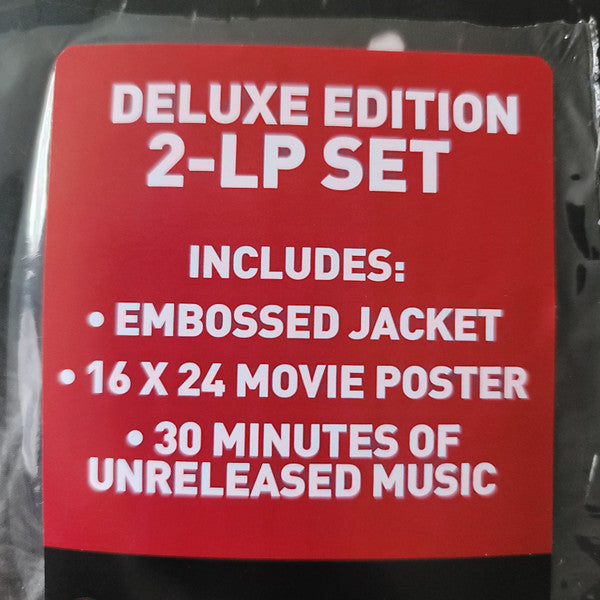 DELUXE EDITION
2-LP SET
INCLUDES:
• EMBOSSED JACKET
• 16 X 24 MOVIE POSTER
• 30 MINUTES OF
UNRELEASED MUSIC